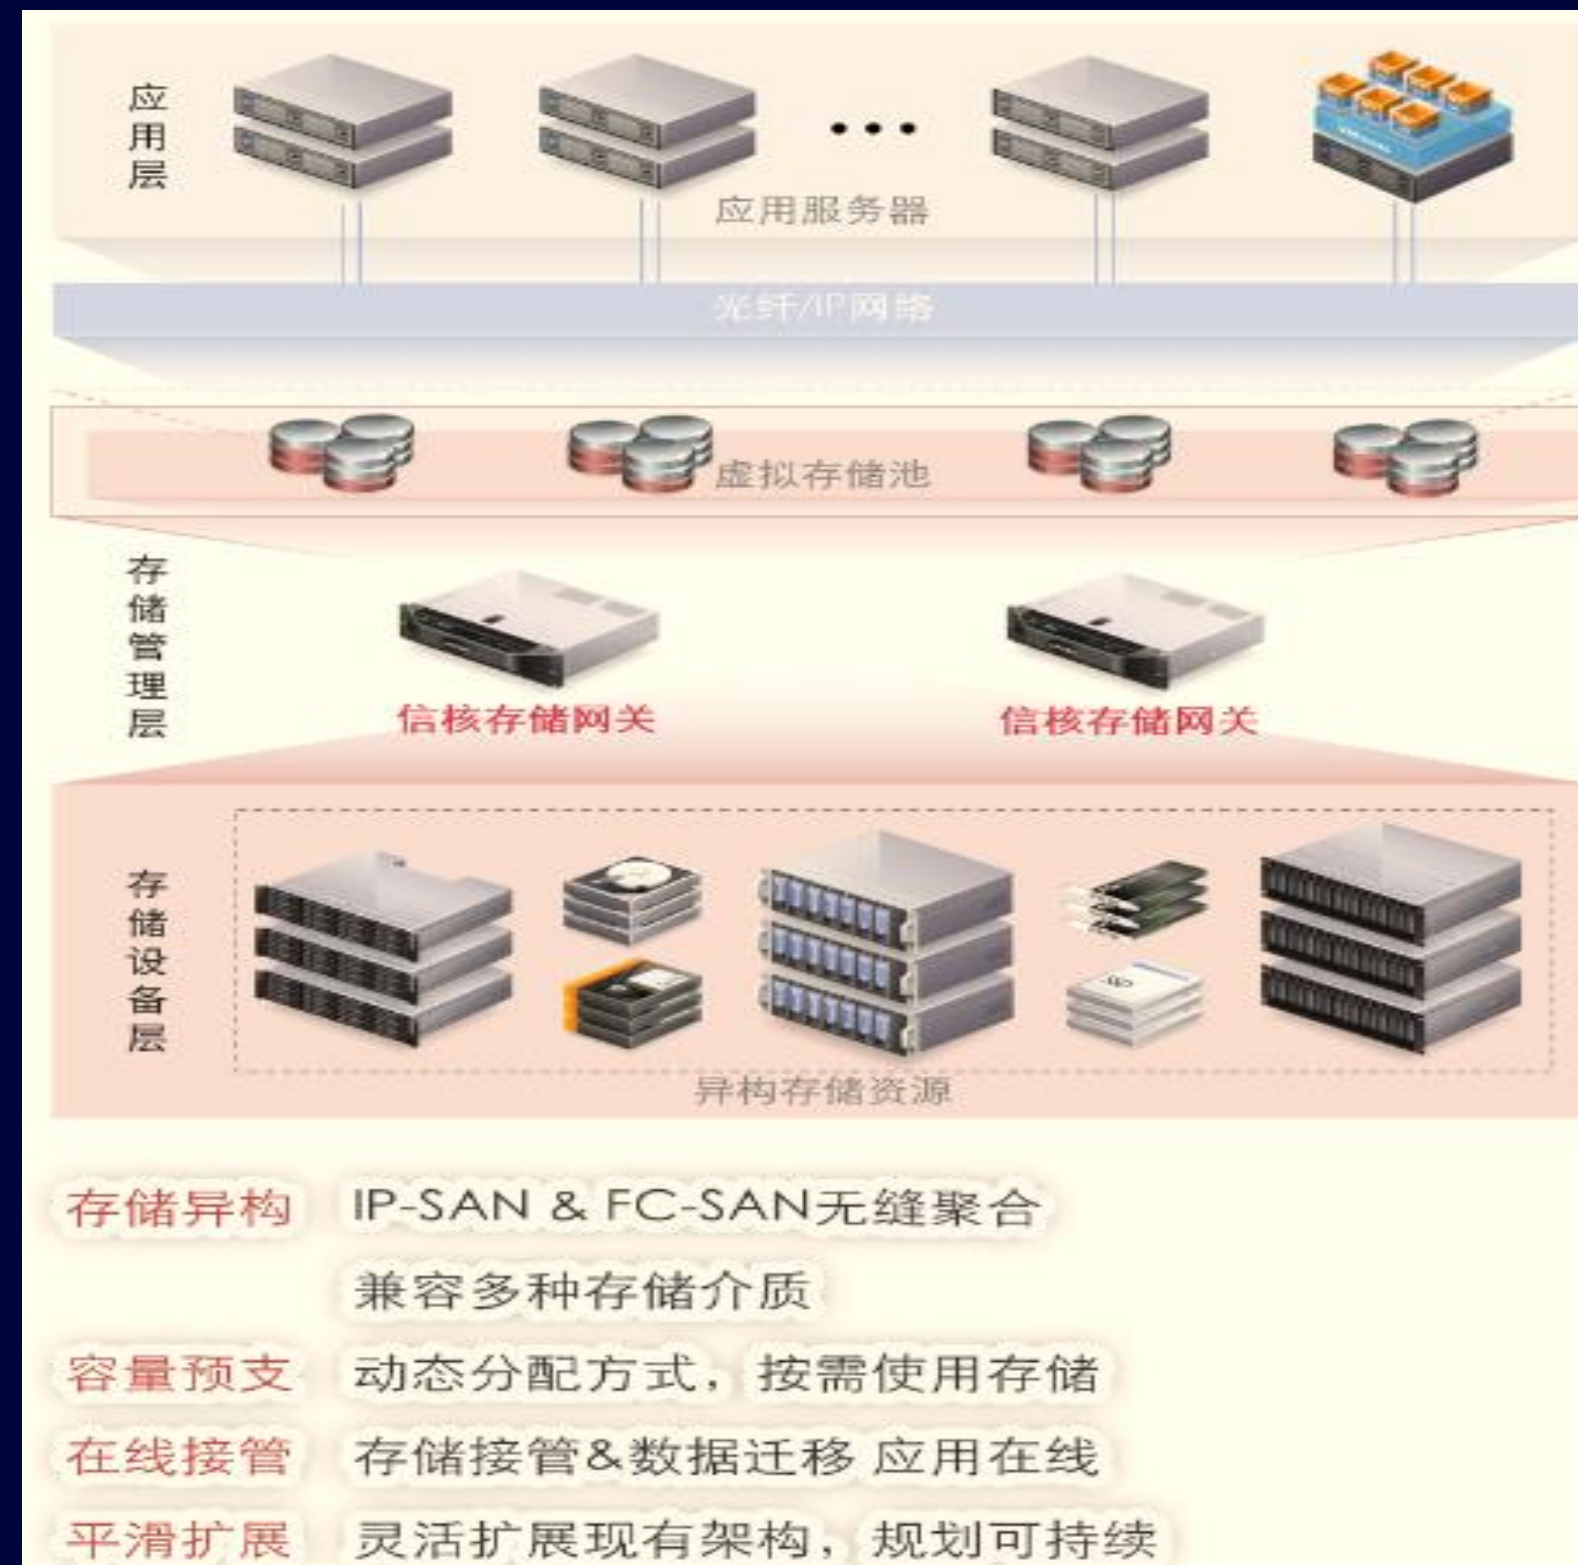 应用层
应用服务器
光纤/IP网络
虚拟存储池
存储管理层
信核存储网关 信核存储网关
存储设备层
异构存储资源
存储异构 IP-SAN & FC-SAN无缝聚合
兼容多种存储介质
容量预支 动态分配方式，按需使用存储
在线接管 存储接管&数据迁移 应用在线
平滑扩展 灵活扩展现有架构，规划可持续